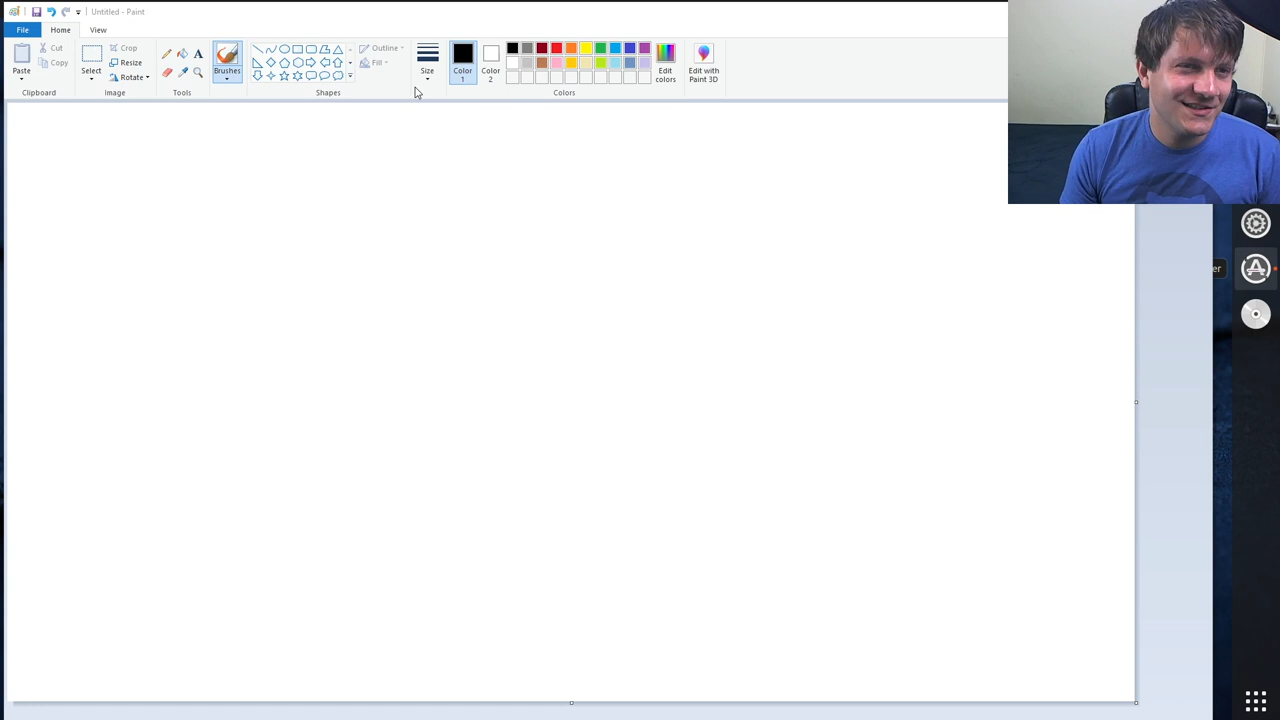 Untitled - Paint
File Home View
Paste
Cut
Copy
Clipboard
Select
Crop
Resize
Rotate
Image
A
Tools
Brushes
Shapes
Outline
Fill
Size
Color 1
Color 2
Edit colors
Colors
Edit with Paint 3D
er